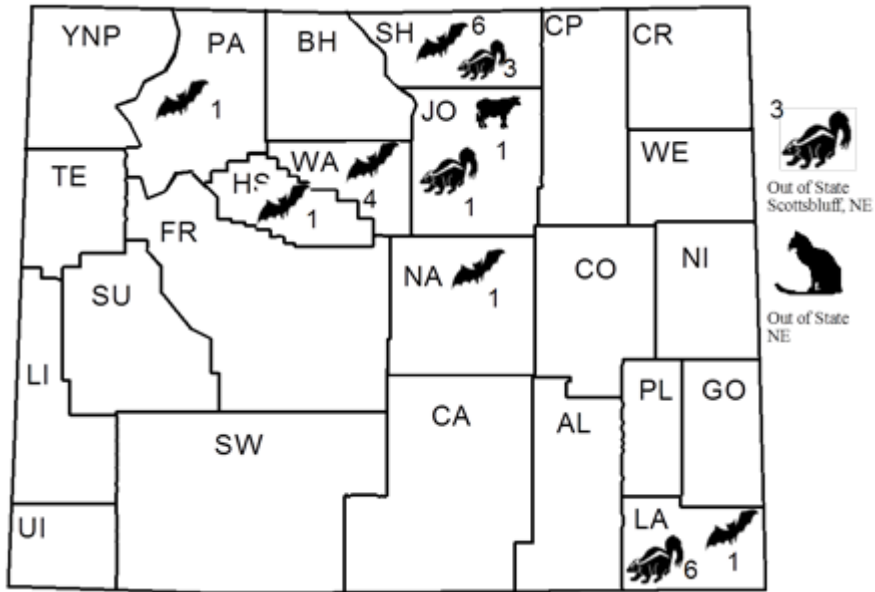 YNP
PA
BH
SH
6
CP
CR
3
1
JO
1
3
WE
TE
HS
WA
4
1
1
Out of State
Scottsbluff, NE
FR
NA
1
CO
NI
SU
Out of State
NE
LI
PL
GO
CA
AL
SW
UI
LA
6
1